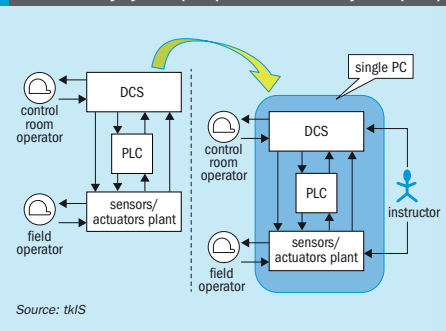 single PC
DCS
control
room
operator
PLC
sensors/
actuators plant
field
operator
DCS
control
room
operator
PLC
instructor
sensors/
actuators plant
field
operator
Source: tkIS